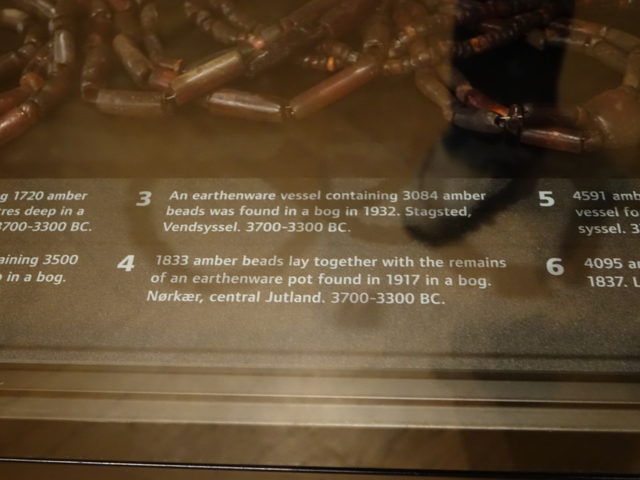 ng 1720 amber
res deep in a
3700-3300 BC.
aining 3500
o in a bog.
3 An earthenware vessel containing 3084 amber
beads was found in a bog in 1932. Stagsted,
Vendsyssel. 3700-3300 BC.
4 1833 amber beads lay together with the remains
of an earthenware pot found in 1917 in a bog.
Nørkær, central Jutland. 3700-3300 BC.
5 4591 amb
vessel fo
syssel. 3
6 4095 a
1837. L